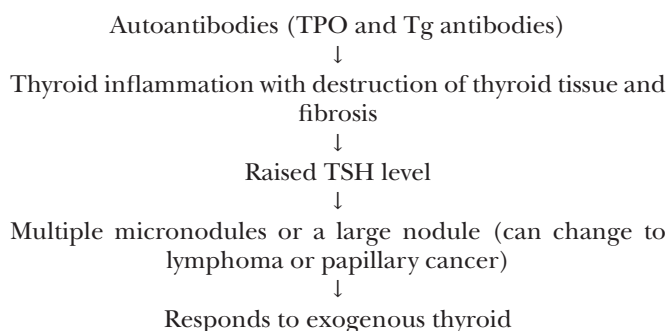 Autoantibodies (TPO and Tg antibodies)
↓
Thyroid inflammation with destruction of thyroid tissue and
fibrosis
↓
Raised TSH level
↓
Multiple micronodules or a large nodule (can change to
lymphoma or papillary cancer)
↓
Responds to exogenous thyroid